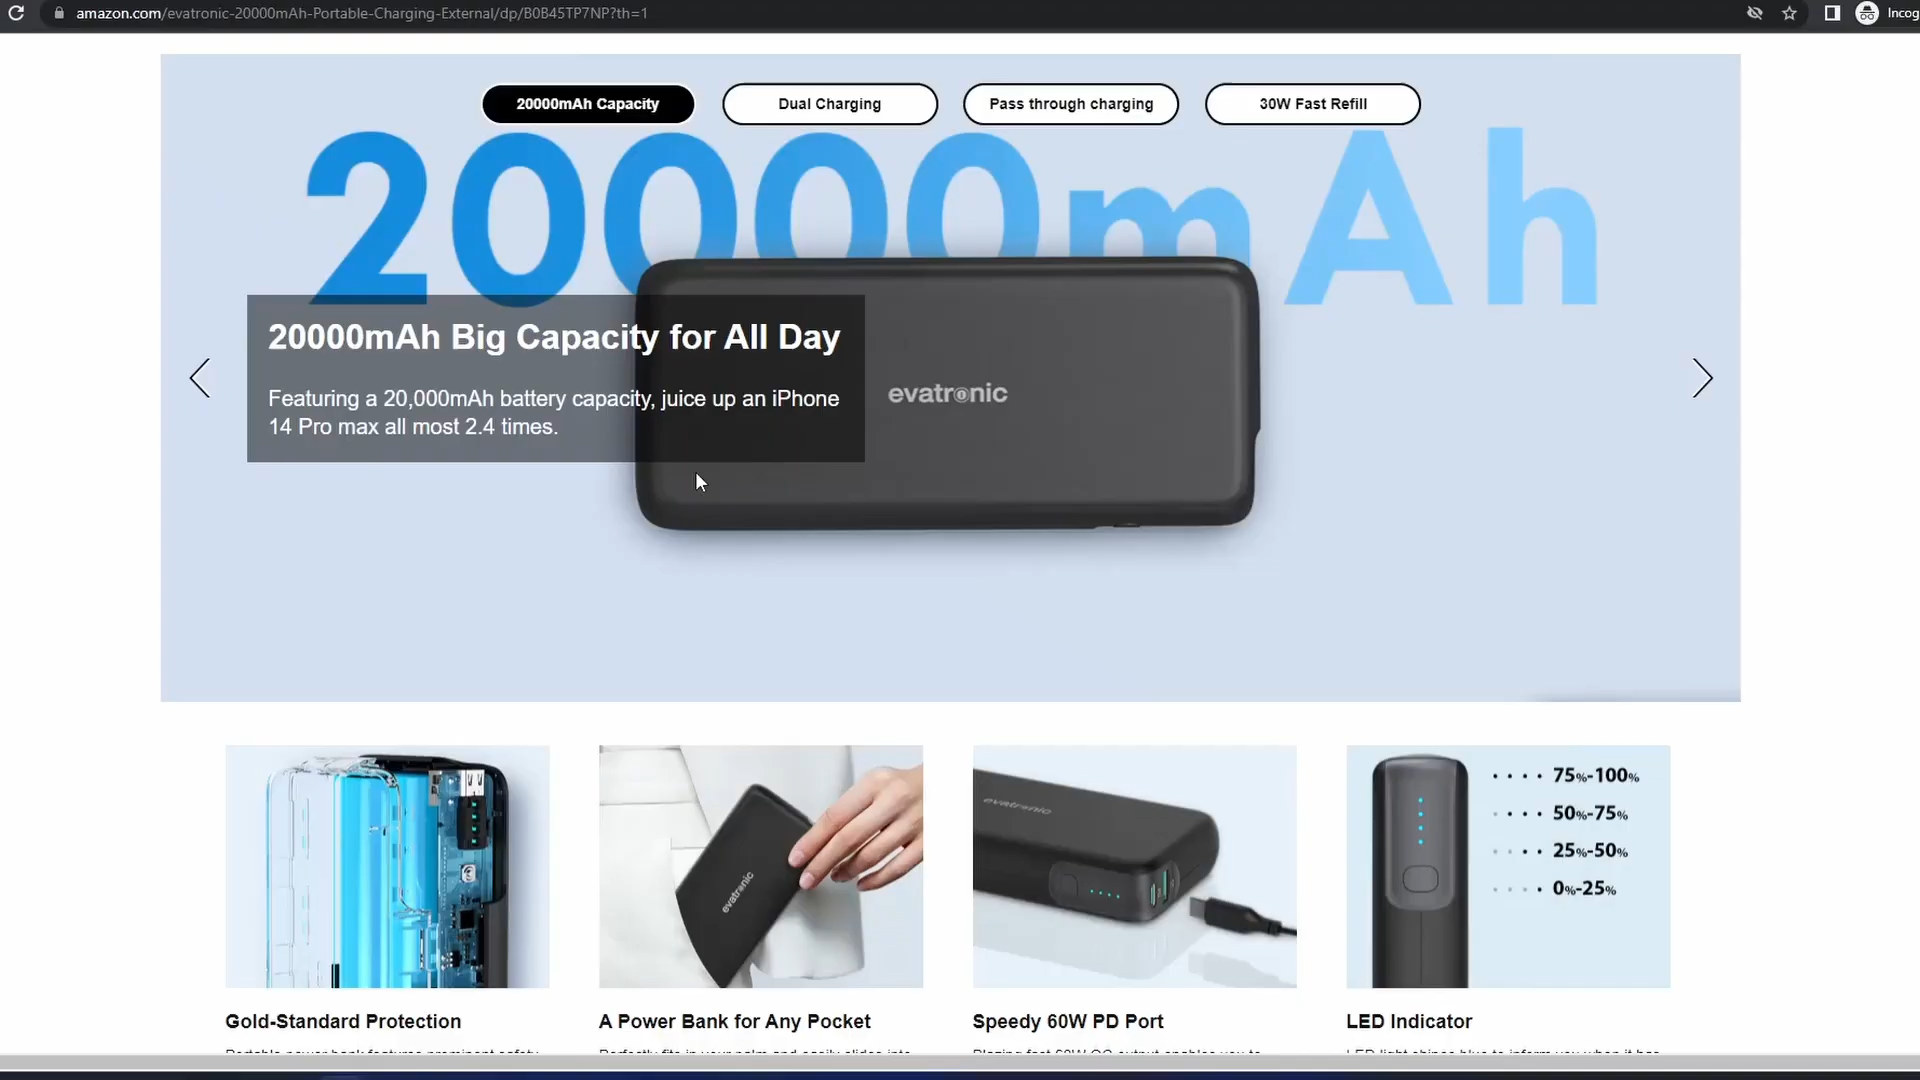 amazon.com/evatronic-20000mAh-Portable-Charging-External/dp/B0B45TP7NP?th=1
Incog
20000mAh Capacity
Dual Charging
Pass through charging
30W Fast Refill
20000mAh
20000mAh Big Capacity for All Day
Featuring a 20,000mAh battery capacity, juice up an iPhone
14 Pro max all most 2.4 times.
evatronic
evatronic
evatronic
75%-100%
50%-75%
25%-50%
0%-25%
Gold-Standard Protection
A Power Bank for Any Pocket
Speedy 60W PD Port
LED Indicator